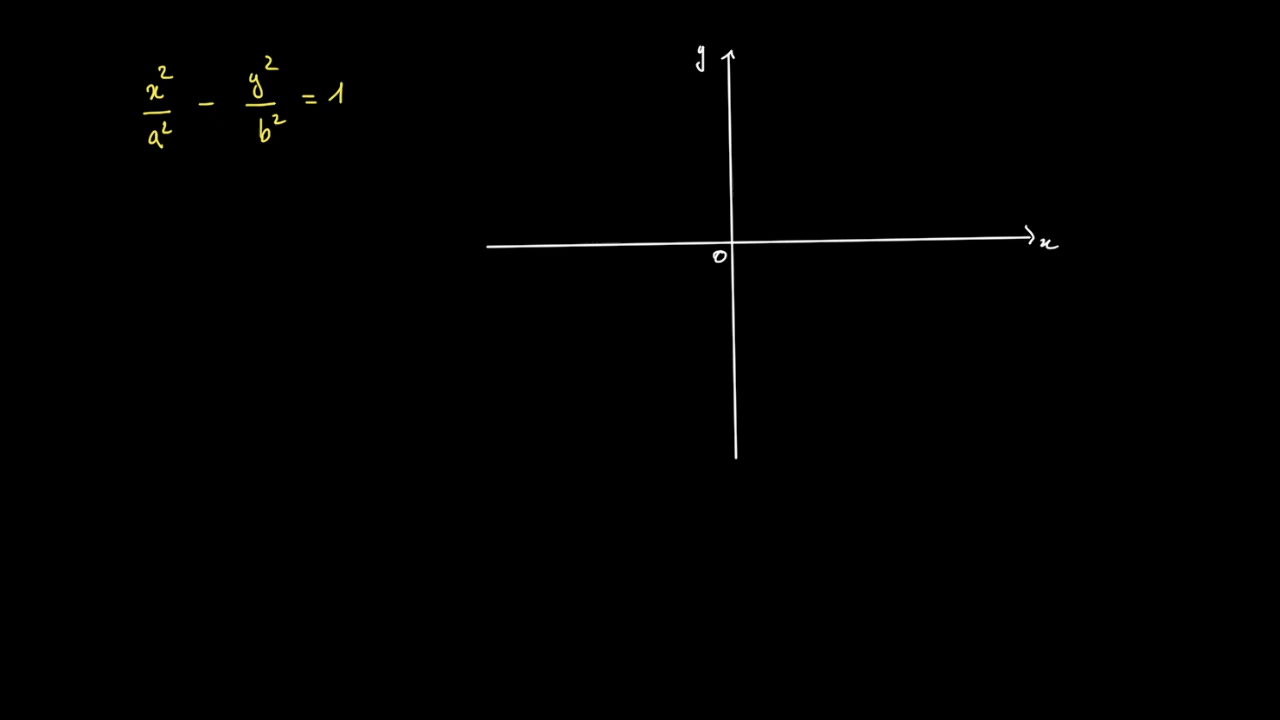 x²/a² - y²/b² = 1
y
0
x